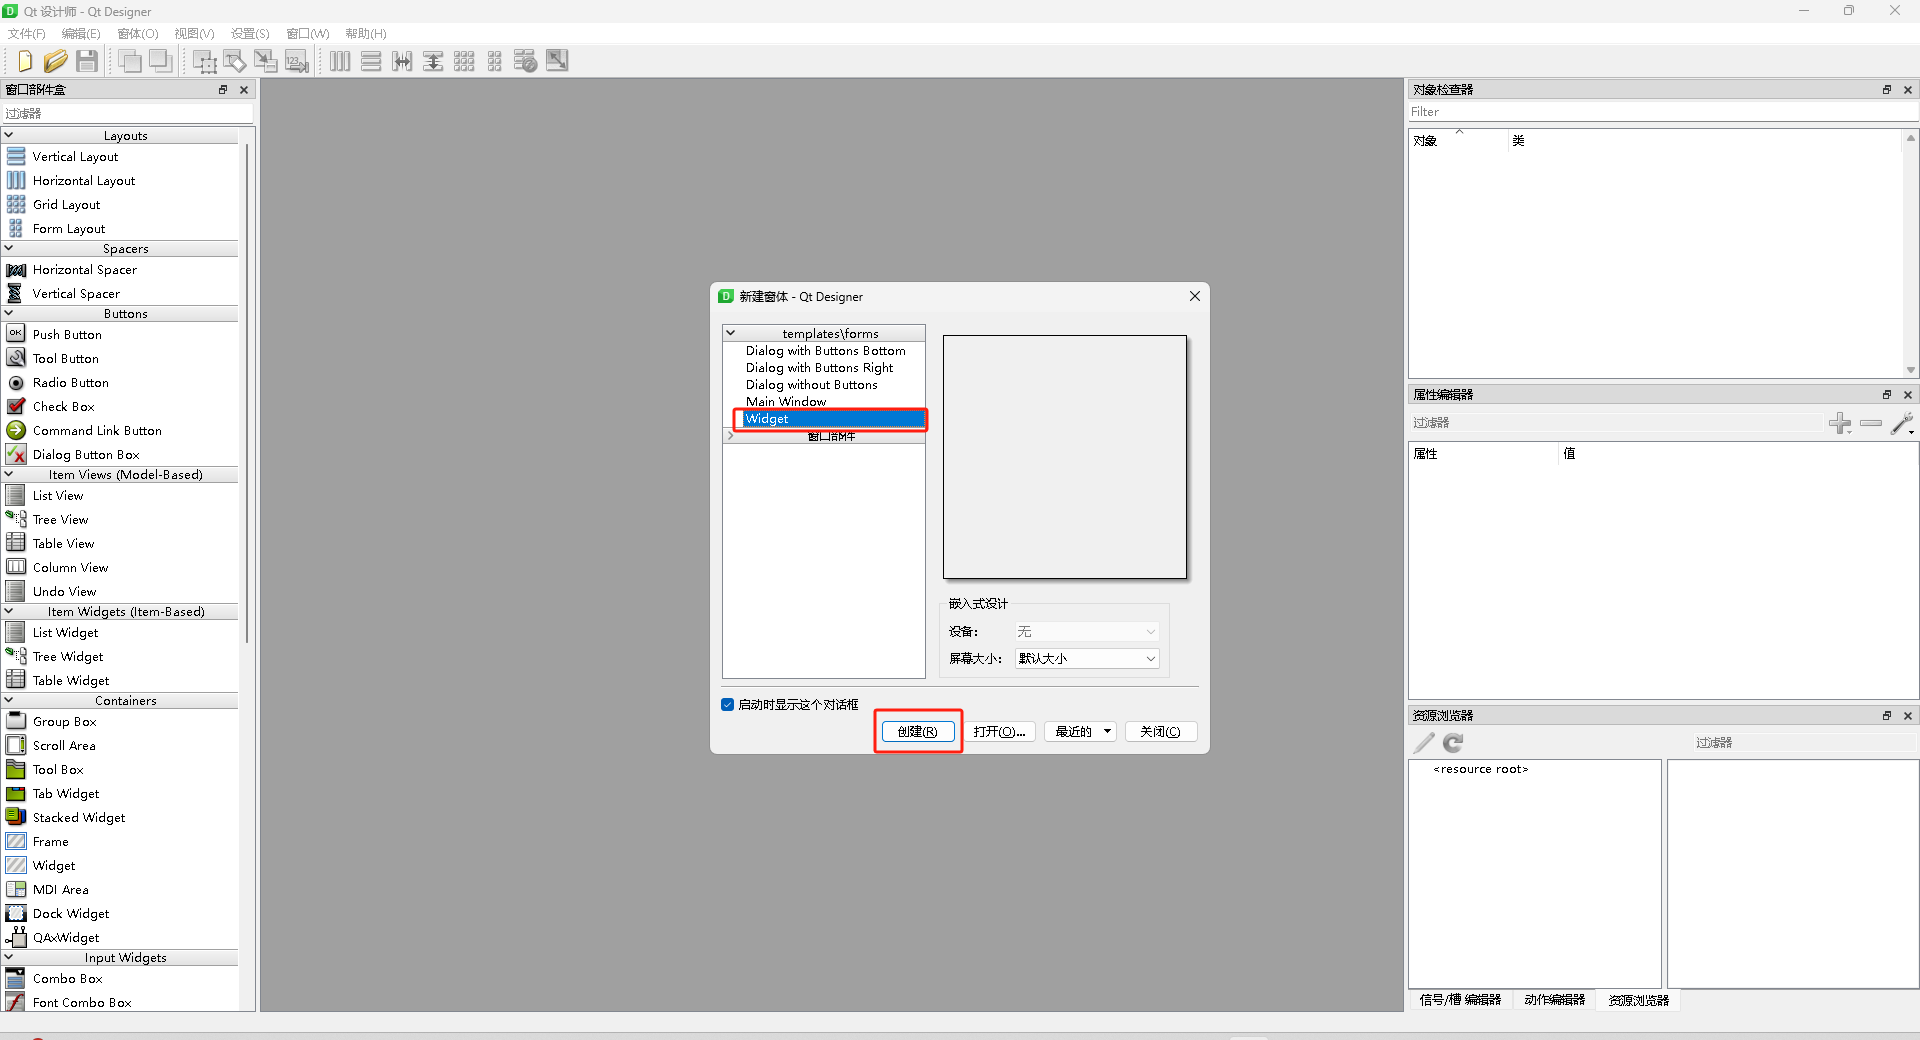 Qt 设计师 - Qt Designer
文件(F) 编辑(E) 窗体(O) 视图(V) 设置(S) 窗口(W) 帮助(H)
窗口部件盒
过滤器
Layouts
Vertical Layout
Horizontal Layout
Grid Layout
Form Layout
Spacers
Horizontal Spacer
Vertical Spacer
Buttons
Push Button
Tool Button
Radio Button
Check Box
Command Link Button
Dialog Button Box
Item Views (Model-Based)
List View
Tree View
Table View
Column View
Undo View
Item Widgets (Item-Based)
List Widget
Tree Widget
Table Widget
Containers
Group Box
Scroll Area
Tool Box
Tab Widget
Stacked Widget
Frame
Widget
MDI Area
Dock Widget
QAxWidget
Input Widgets
Combo Box
Font Combo Box
新建窗体 - Qt Designer
templates\forms
Dialog with Buttons Bottom
Dialog with Buttons Right
Dialog without Buttons
Main Window
Widget
窗口部件
嵌入式设计
设备: 无
屏幕大小: 默认大小
启动时显示这个对话框
创建(R) 打开(O)... 最近的 关闭(C)
对象检查器
Filter
对象 类
属性编辑器
过滤器
属性 值
资源浏览器
过滤器
<resource root>
信号/槽 编辑器 动作编辑器 资源浏览器